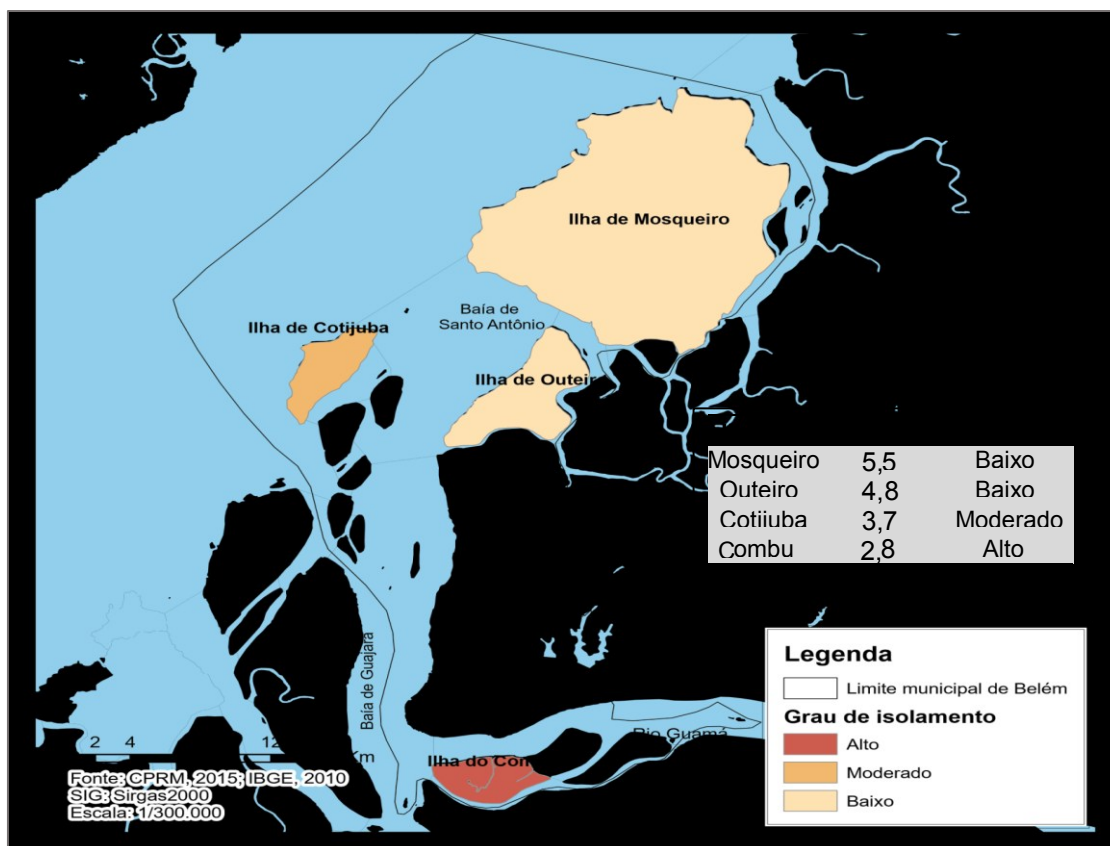 Ilha de Mosqueiro
Baía de
Santo Antônio
Ilha de Cotijuba
Ilha de Outeir
Mosqueiro 5,5 Baixo
Outeiro 4,8 Baixo
Cotijuba 3,7 Moderado
Combu 2,8 Alto
Baía de Guajará
Rio Guamá
Ilha do Com
Legenda
Limite municipal de Belém
Grau de isolamento
Alto
Moderado
Baixo
2 4 12
Km
Fonte: CPRM, 2015; IBGE, 2010
SIG: Sirgas2000
Escala: 1/300.000